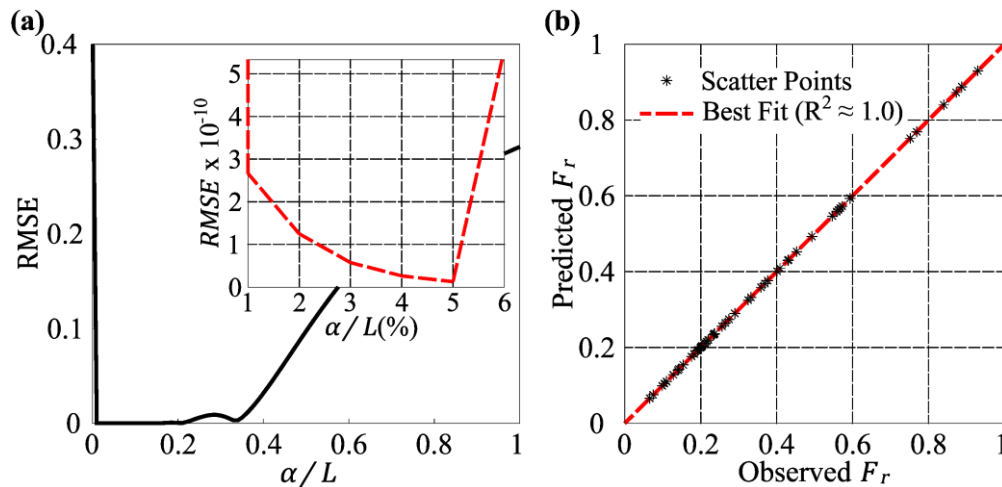 (a)
0.4
0.3
0.2
0.1
0
RMSE
0 0.2 0.4 0.6 0.8 1
α/L
5
4
3
2
1
0
RMSE x 10⁻¹⁰
1 2 3 4 5 6
α/L(%)
(b)
1
0.8
0.6
0.4
0.2
0
Predicted Fᵣ
Scatter Points
Best Fit (R² ≈ 1.0)
0 0.2 0.4 0.6 0.8 1
Observed Fᵣ